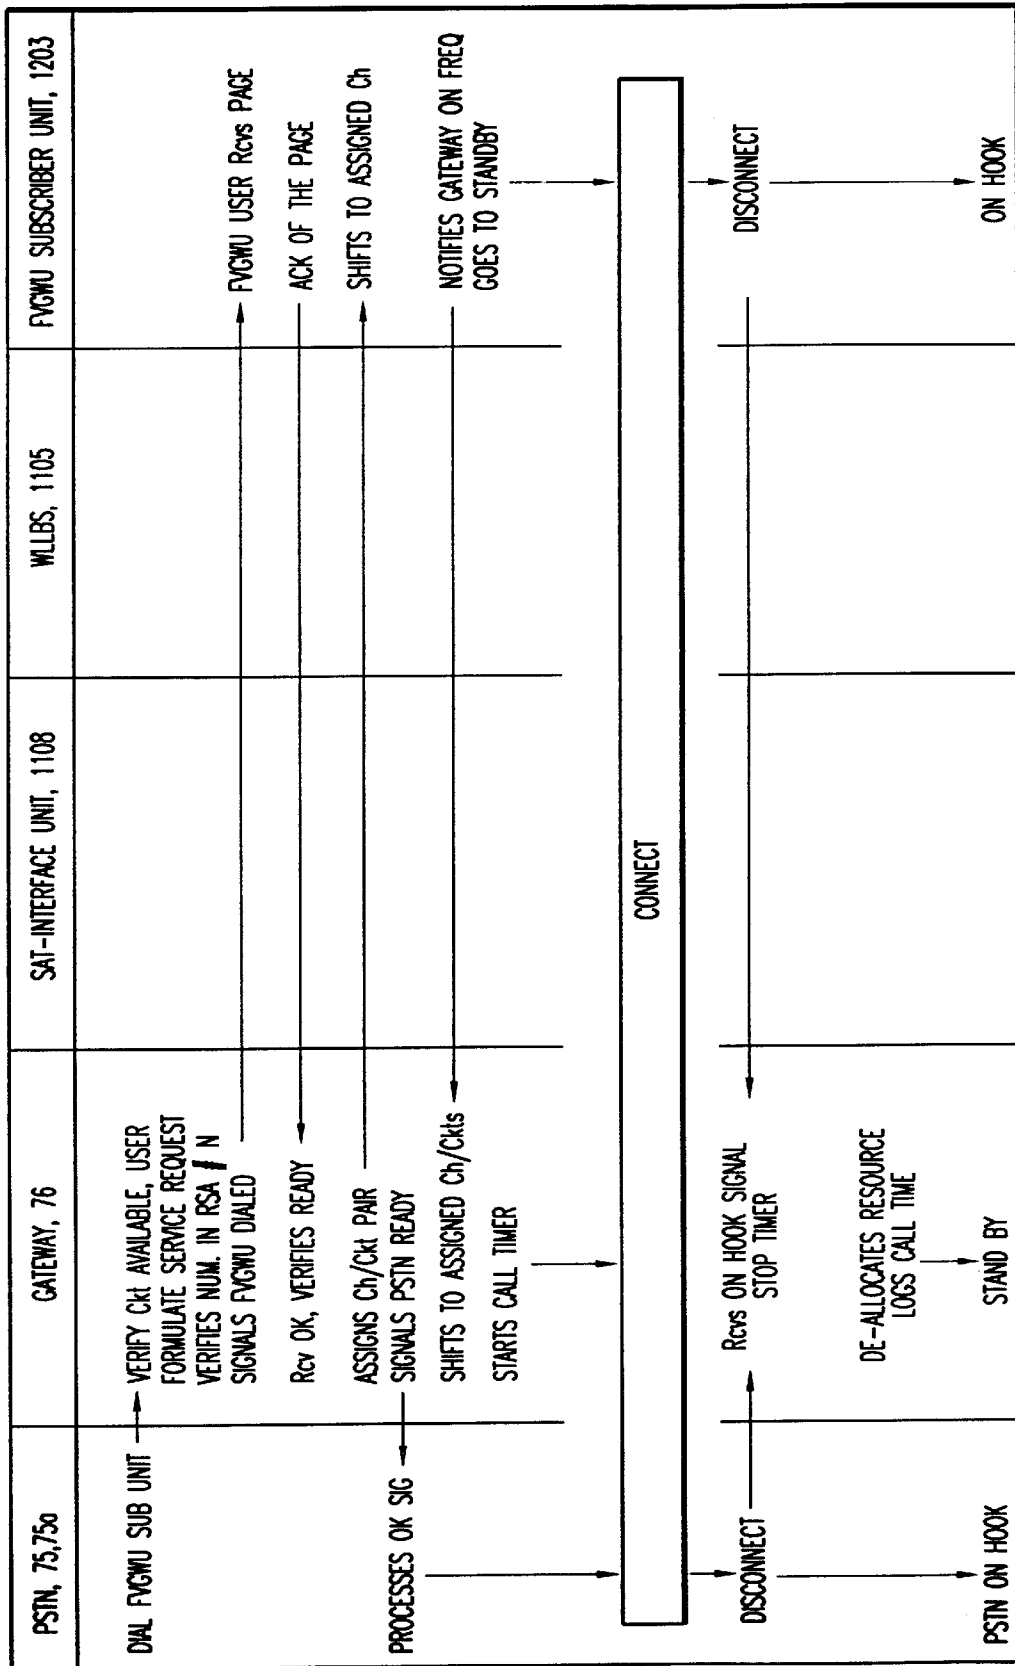 PSTN, 75,75a
GATEWAY, 76
SAT-INTERFACE UNIT, 1108
WLLBS, 1105
FVGWU SUBSCRIBER UNIT, 1203
DIAL FVGWU SUB UNIT
VERIFY Ckt AVAILABLE, USER
FORMULATE SERVICE REQUEST
VERIFIES NUM. IN RSA N
SIGNALS FVGWU DIALED
FVGWU USER Rcvs PAGE
Rcv OK, VERIFIES READY
ACK OF THE PAGE
ASSIGNS Ch/Ckt PAIR
SIGNALS PSTN READY
SHIFTS TO ASSIGNED Ch
PROCESSES OK SIG
SHIFTS TO ASSIGNED Ch/Ckts
NOTIFIES GATEWAY ON FREQ
GOES TO STANDBY
STARTS CALL TIMER
CONNECT
DISCONNECT
Rcvs ON HOOK SIGNAL
STOP TIMER
DISCONNECT
DE-ALLOCATES RESOURCE
LOGS CALL TIME
PSTN ON HOOK
STAND BY
ON HOOK